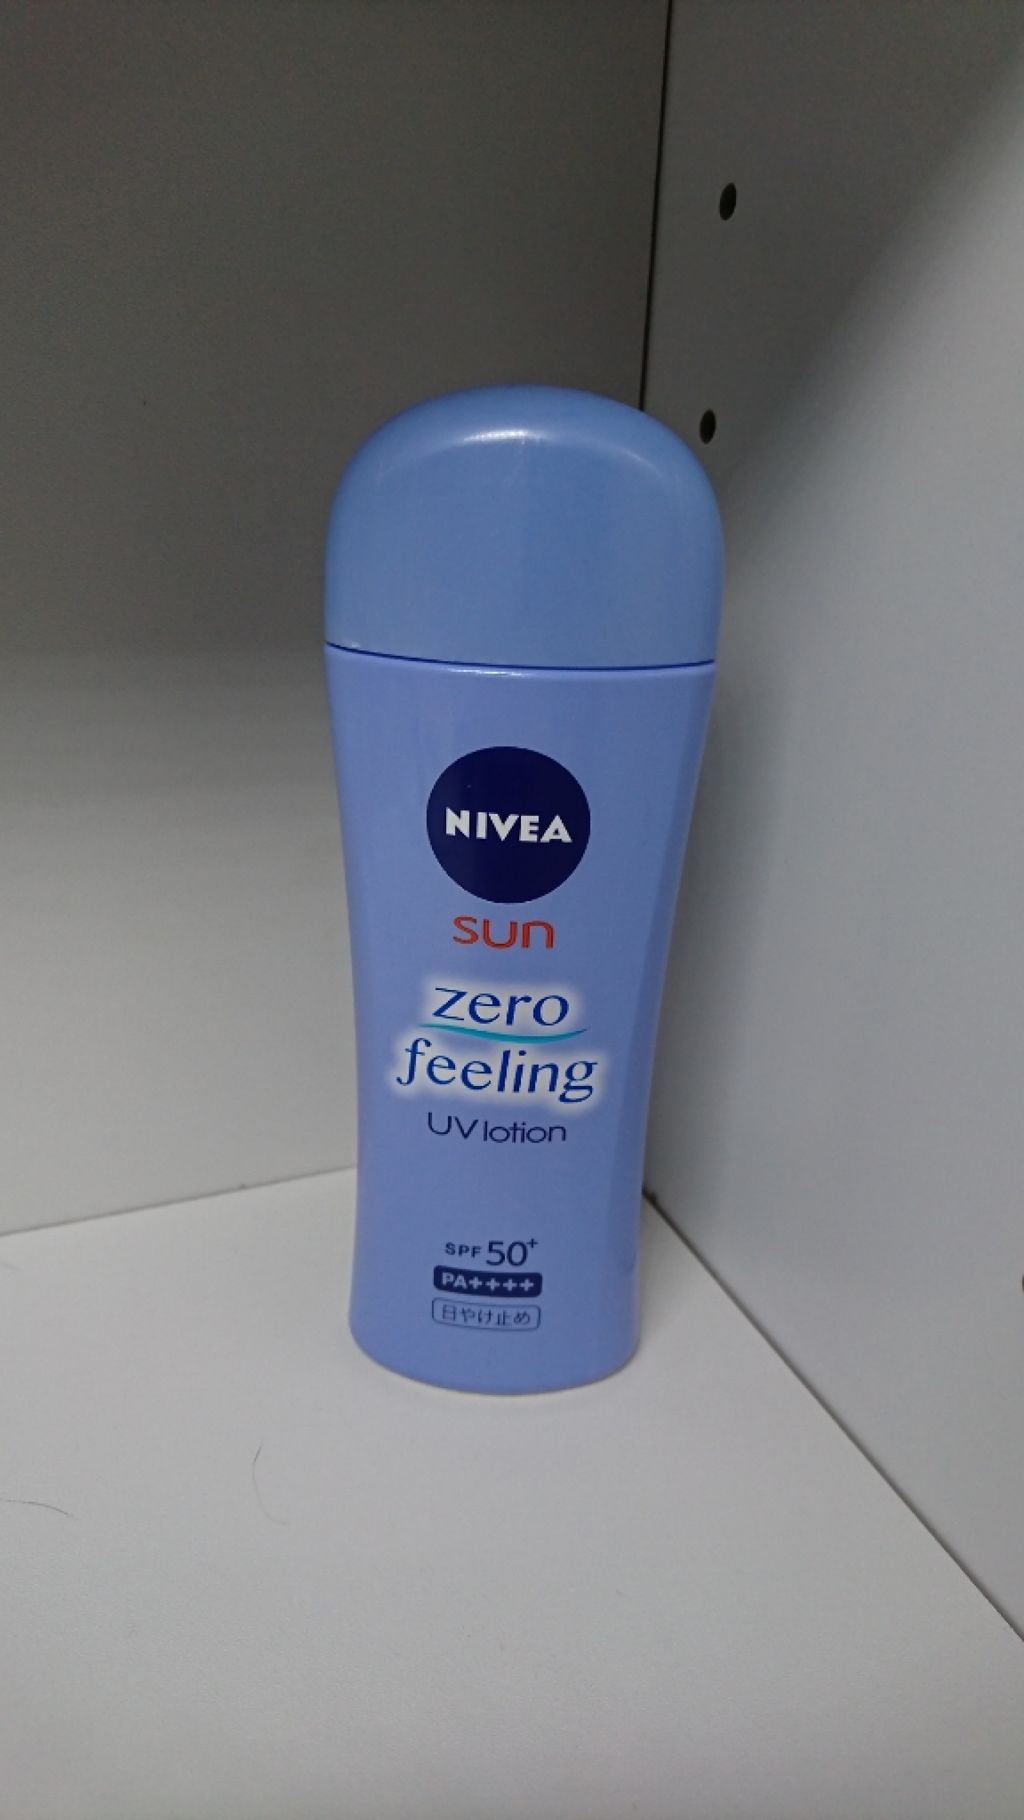 NIVEA
sun
zero
feeling
UV lotion
SPF 50+
PA++++
日やけ止め